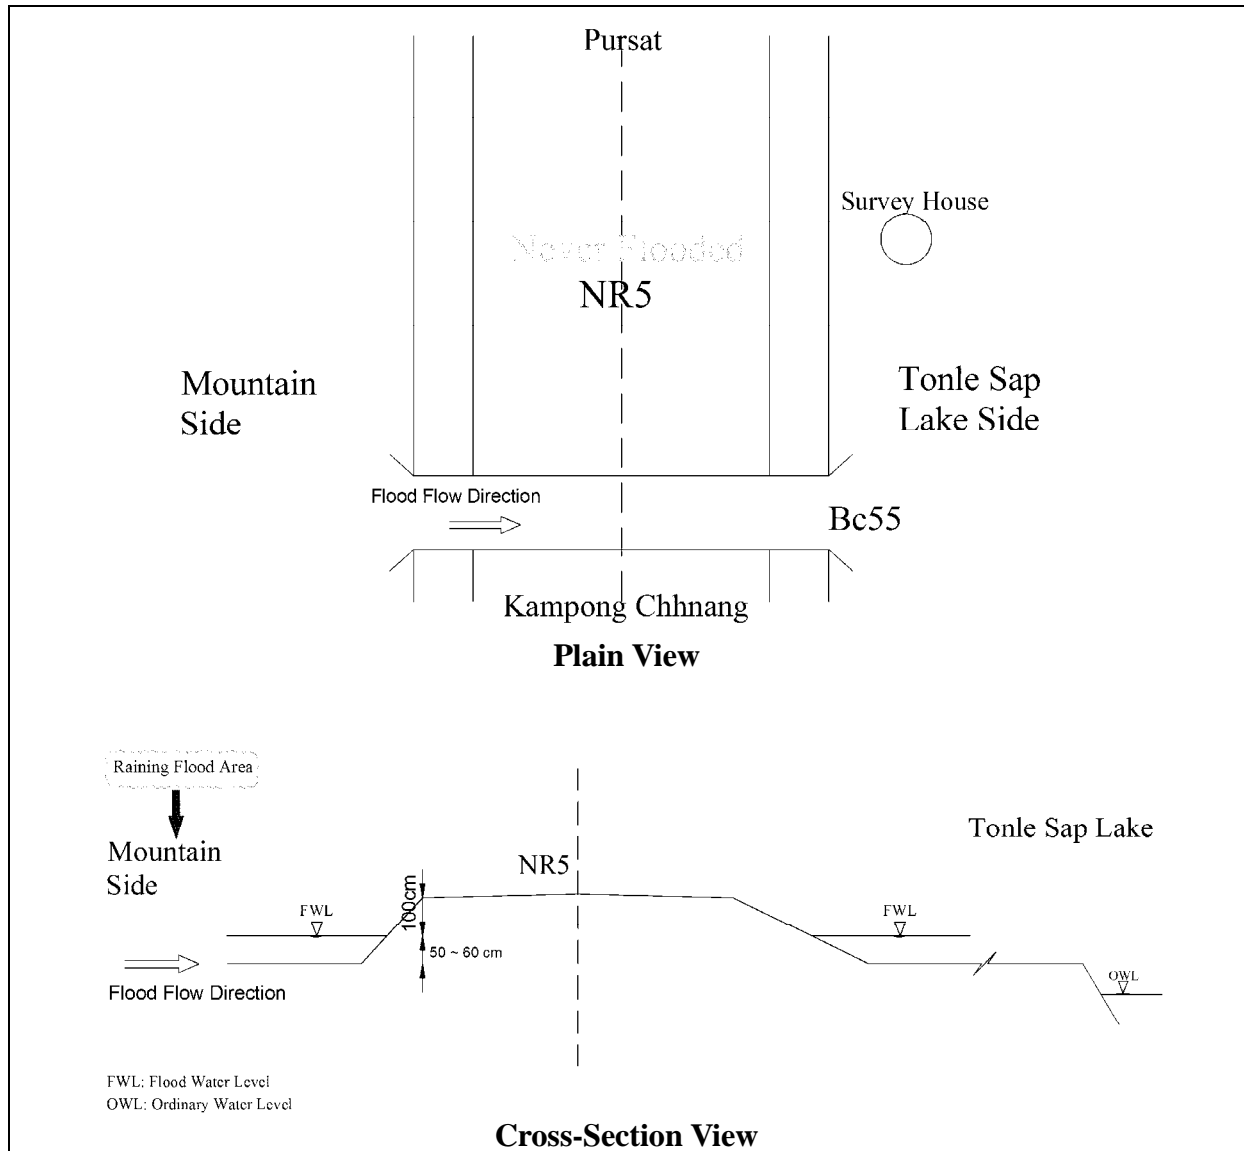 Pursat
Survey House
Never Flooded
NR5
Mountain
Side
Tonle Sap
Lake Side
Flood Flow Direction
Bc55
Kampong Chhnang
Plain View
Raining Flood Area
Mountain
Side
Tonle Sap Lake
NR5
100cm
FWL
FWL
50 ~ 60 cm
OWL
Flood Flow Direction
FWL: Flood Water Level
OWL: Ordinary Water Level
Cross-Section View